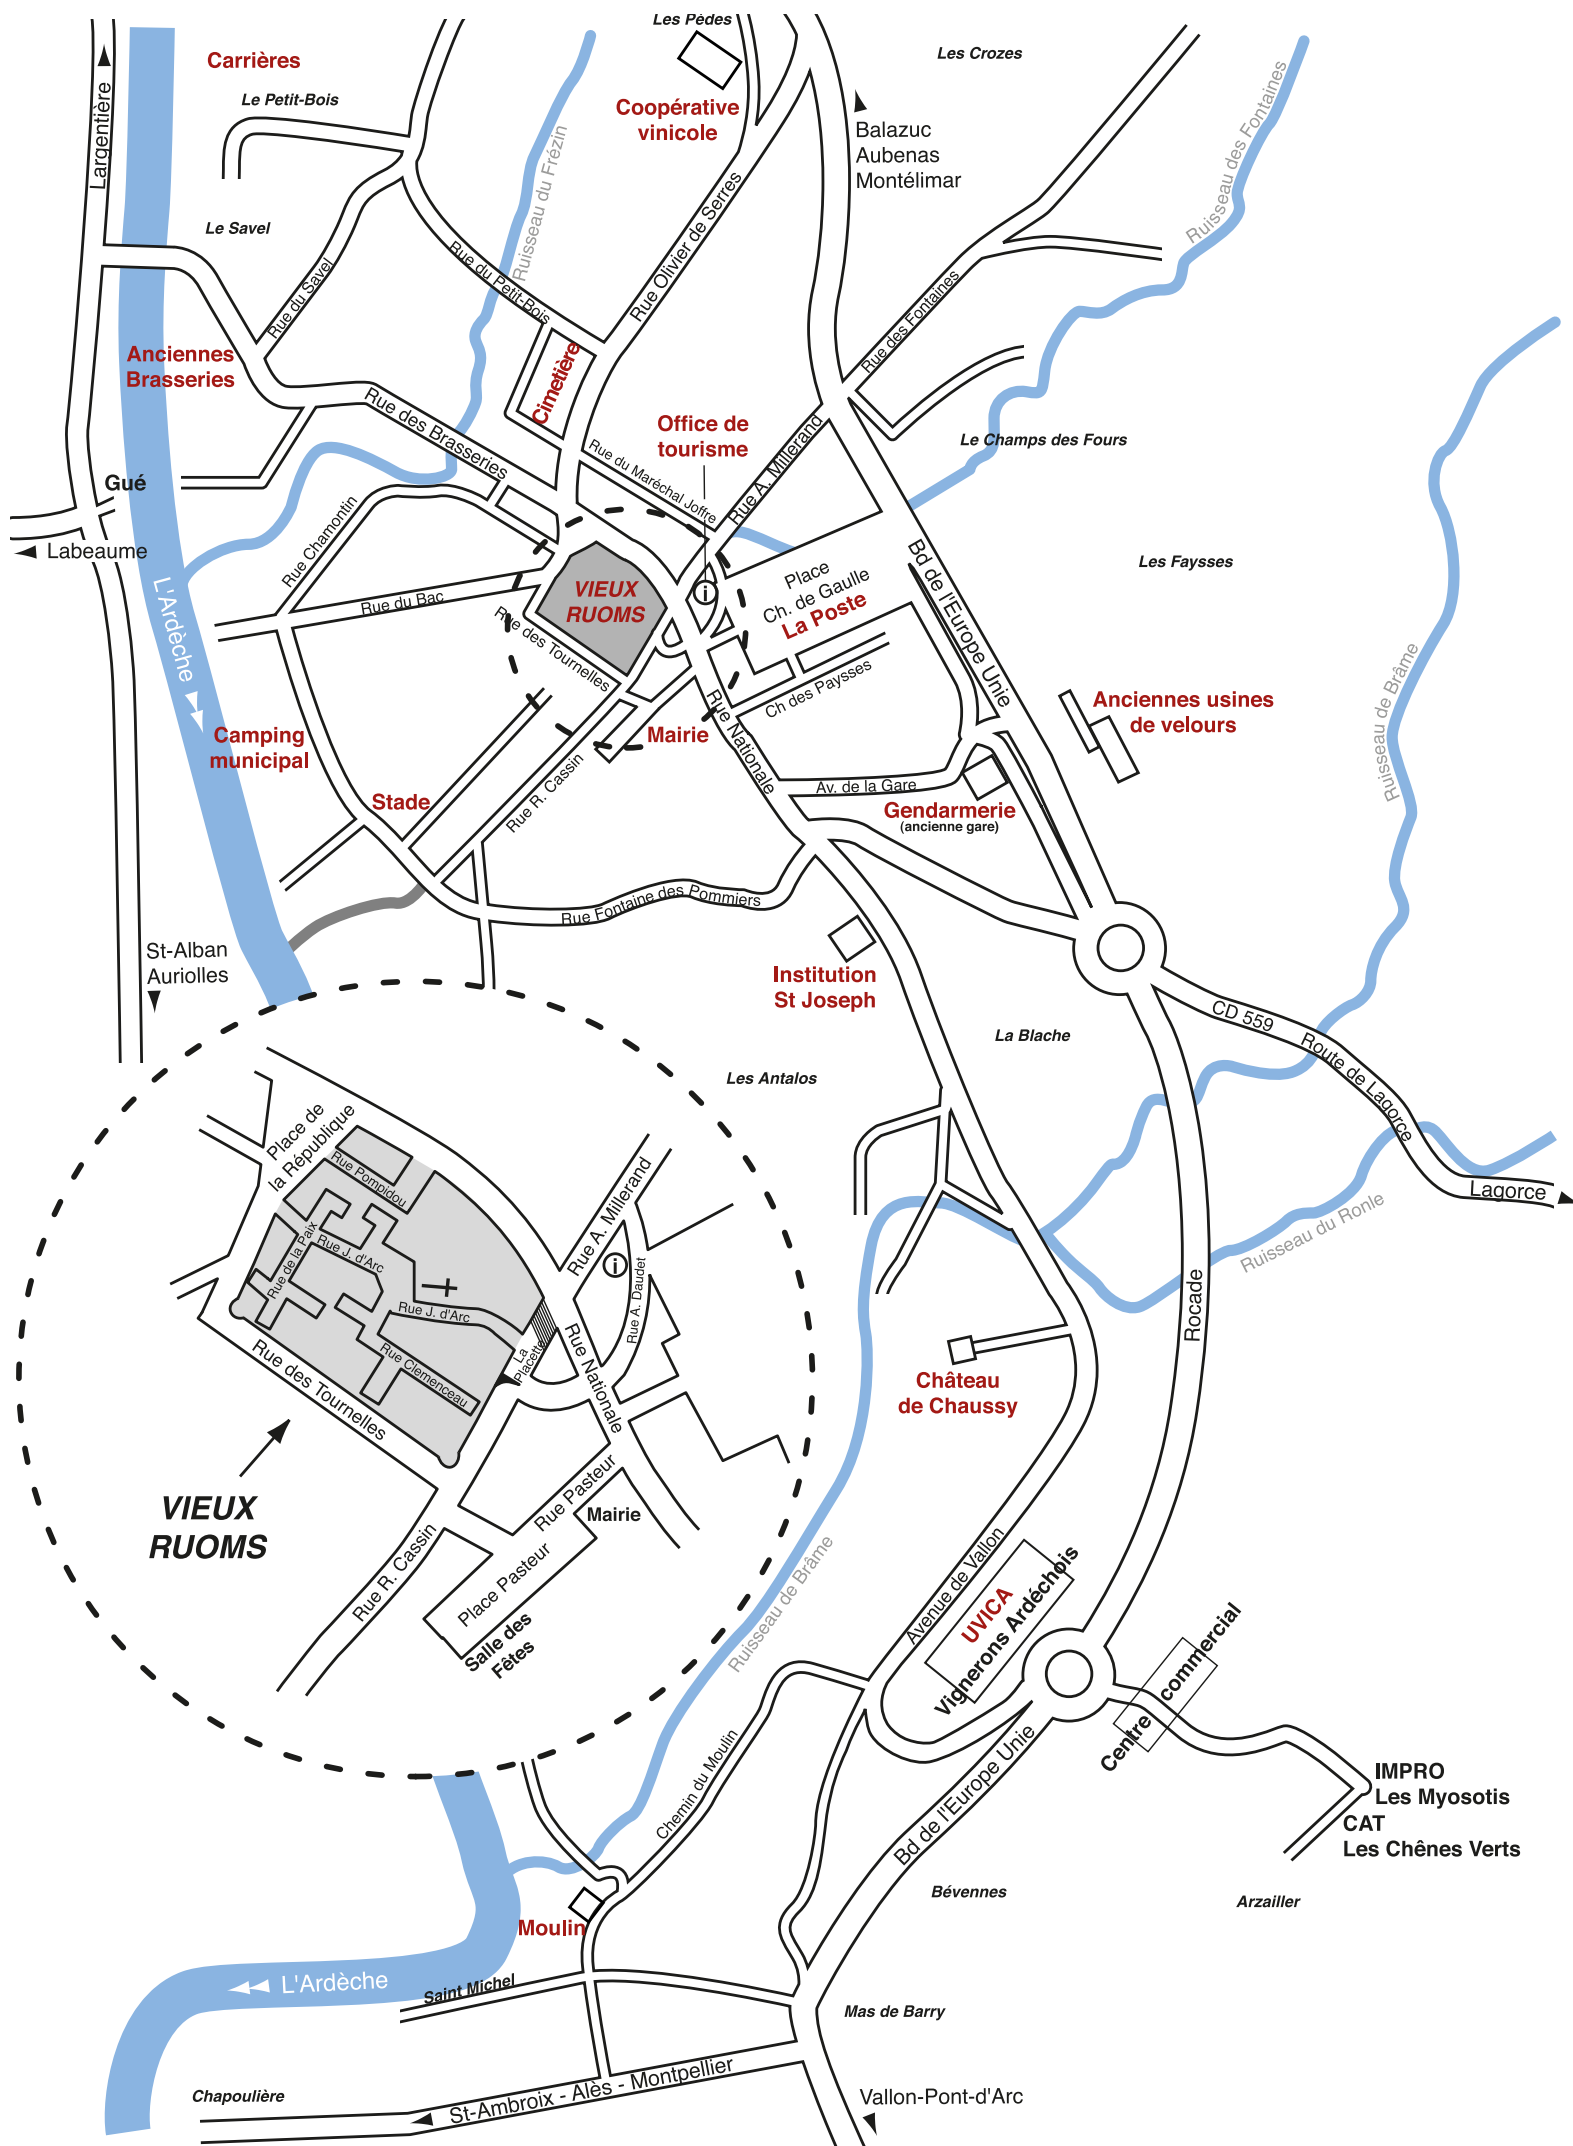 Les Pèdes
Les Crozes
Carrières
Le Petit-Bois
Largentière
Coopérative
vinicole
Ruisseau du Frézin
Balazuc
Aubenas
Montélimar
Ruisseau des Fontaines
Le Savel
Rue du Savel
Rue du Petit-Bois
Rue Olivier de Serres
Rue des Fontaines
Anciennes
Brasseries
Cimetière
Rue des Brasseries
Office de
tourisme
Rue du Maréchal Joffre
Rue A. Millerand
Le Champs des Fours
Gué
Labeaume
Rue Chamontin
Rue du Bac
VIEUX
RUOMS
i
Place
Ch. de Gaulle
La Poste
Bd de l'Europe Unie
Les Faysses
L'Ardèche
Rue des Tournelles
Ch des Paysses
Ruisseau de Brâme
Anciennes usines
de velours
Camping
municipal
Mairie
Rue Nationale
Stade
Rue R. Cassin
Av. de la Gare
Gendarmerie
(ancienne gare)
Rue Fontaine des Pommiers
St-Alban
Auriolles
Institution
St Joseph
CD 559
Route de Lagorce
Lagorce
La Blache
Les Antalos
Ruisseau du Ronle
Place de
la République
Rue Pompidou
Rue de la Paix
Rue J. d'Arc
Rue J. d'Arc
Rue Clemenceau
La
Placette
Rue A. Millerand
i
Rue A. Daudet
Rue Nationale
Rue des Tournelles
VIEUX
RUOMS
Rue Pasteur
Mairie
Place Pasteur
Salle des
Fêtes
Rue R. Cassin
Rocade
Château
de Chaussy
Avenue de Vallon
UVICA
Vignerons Ardéchois
Ruisseau de Brâme
Centre commercial
Chemin du Moulin
Bd de l'Europe Unie
IMPRO
Les Myosotis
CAT
Les Chênes Verts
Bévennes
Arzailler
Moulin
L'Ardèche
Saint Michel
Mas de Barry
Chapoulière
St-Ambroix - Alès - Montpellier
Vallon-Pont-d'Arc